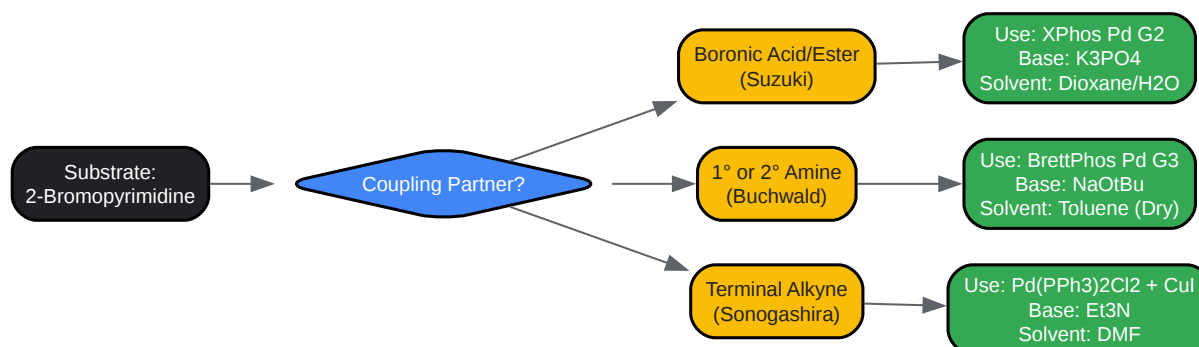 Substrate:
2-Bromopyrimidine
Coupling Partner?
Boronic Acid/Ester
(Suzuki)
Use: XPhos Pd G2
Base: K3PO4
Solvent: Dioxane/H2O
1° or 2° Amine
(Buchwald)
Use: BrettPhos Pd G3
Base: NaOtBu
Solvent: Toluene (Dry)
Terminal Alkyne
(Sonogashira)
Use: Pd(PPh3)2Cl2 + CuI
Base: Et3N
Solvent: DMF